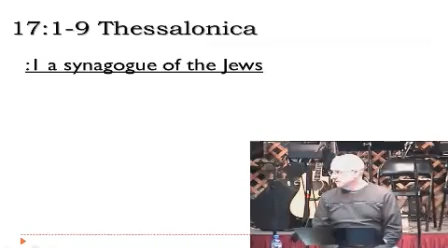 17:1-9 Thessalonica
:1 a synagogue of the Jews